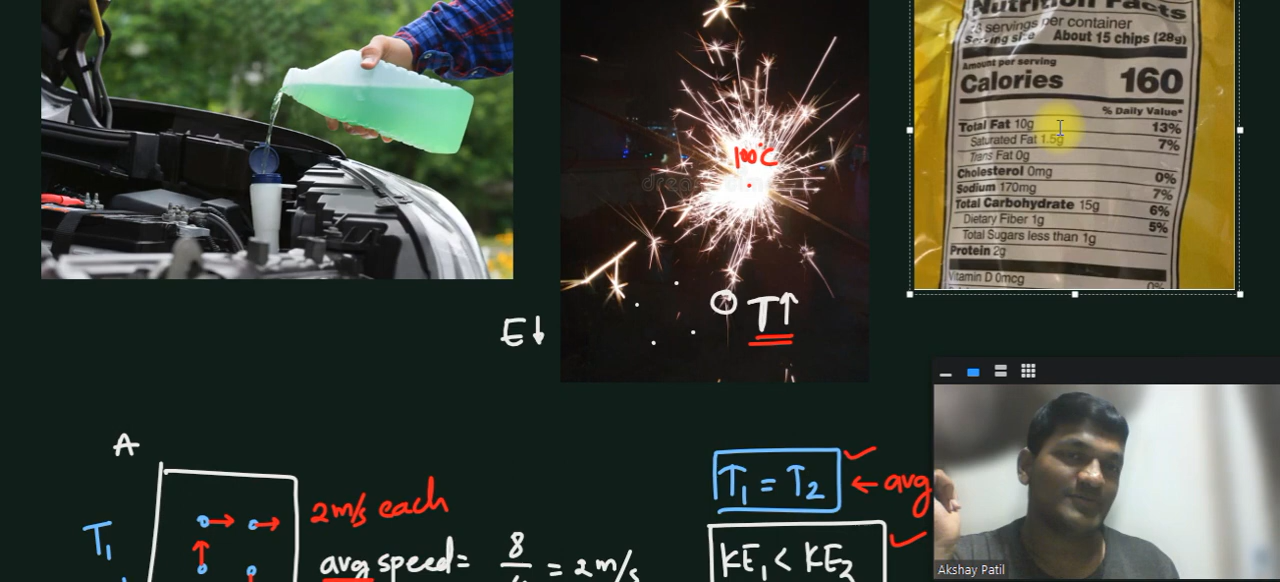 Nutrition Facts
servings per container
Serving size About 15 chips (28g)
Amount per serving
Calories 160
% Daily Value*
Total Fat 10g 13%
Saturated Fat 1.5g 7%
Trans Fat 0g
Cholesterol 0mg 0%
Sodium 170mg 7%
Total Carbohydrate 15g 6%
Dietary Fiber 1g 5%
Total Sugars less than 1g
Protein 2g
Vitamin D 0mcg 0%
100°C
T↑
E↓
A
T₁
2m/s each
avg speed = 8 = 2m/s
T₁ = T₂ ← avg
KE₁ < KE₂
Akshay Patil